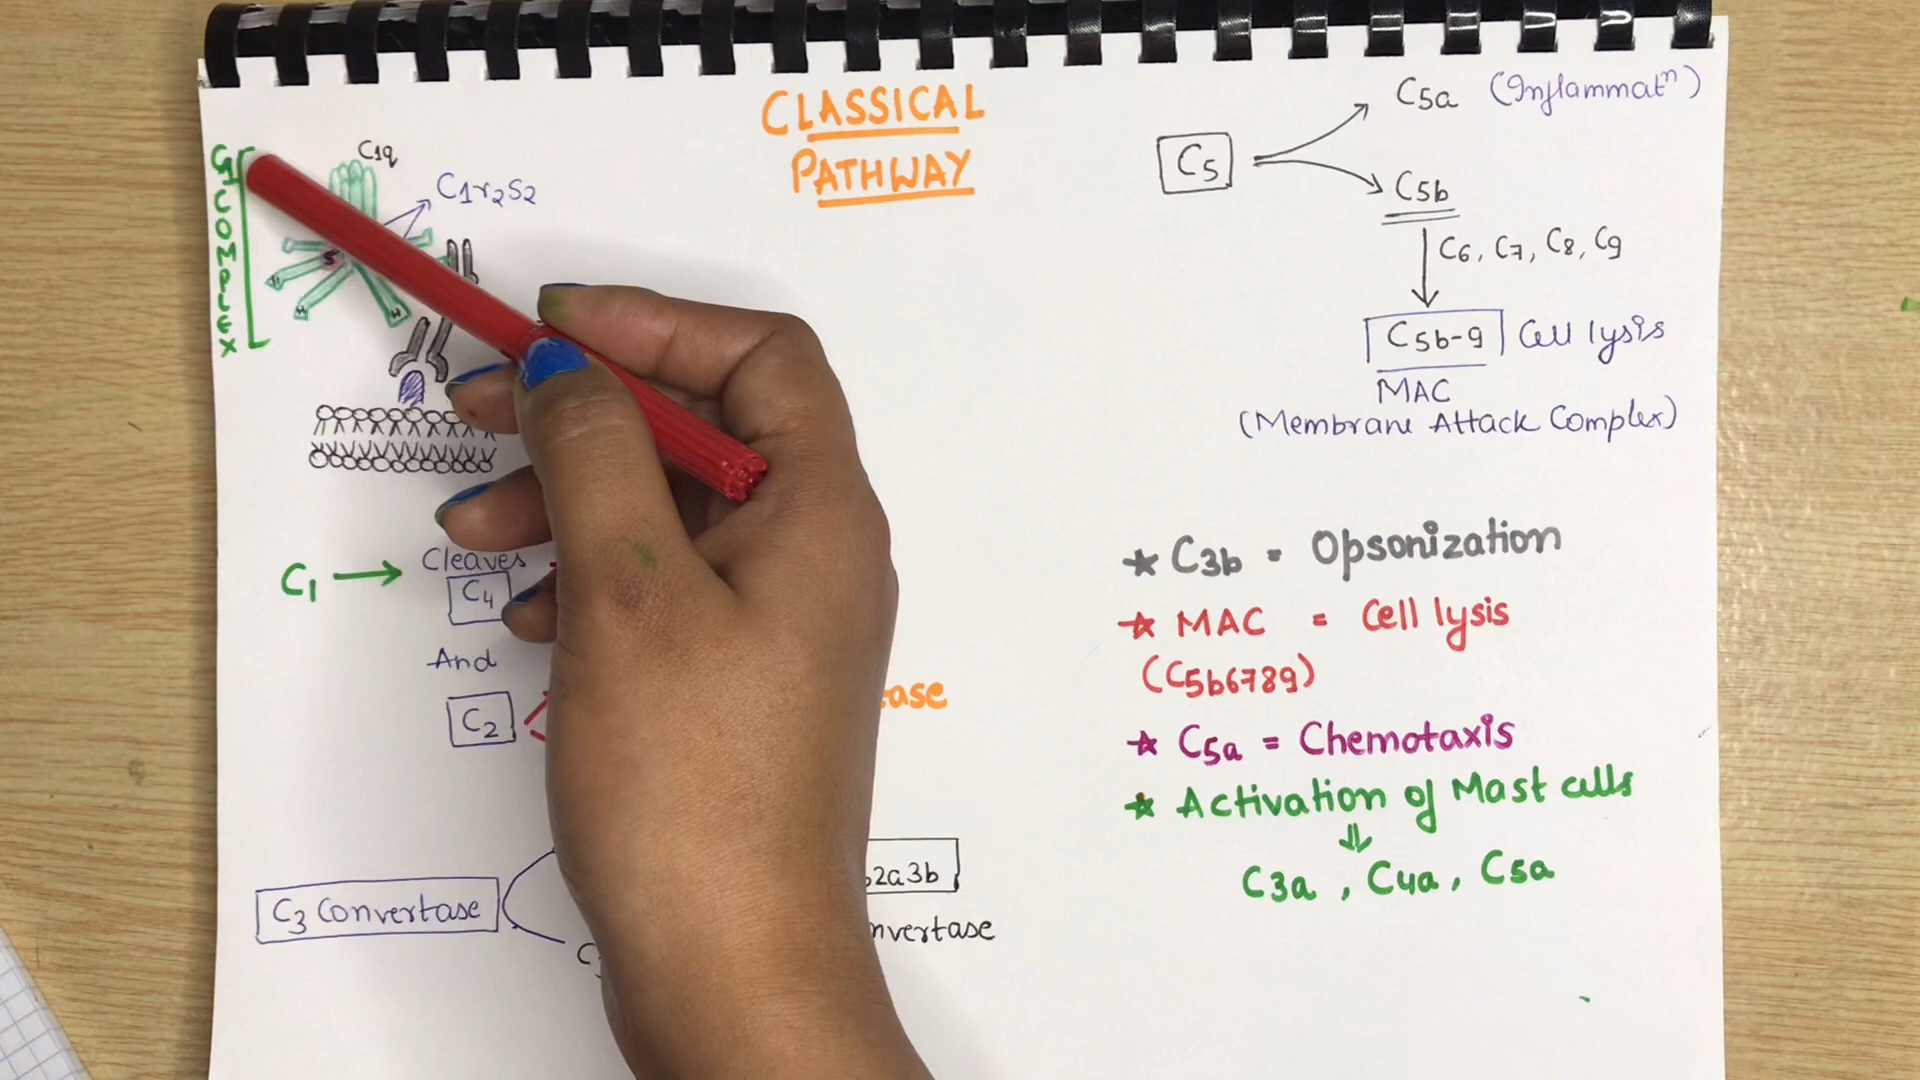 CLASSICAL
PATHWAY
C1 COMPLEX
C1q
C1r2s2
Cleaves
C1 → C4
And
C2
ase
C3 Convertase
2a3b
nvertase
C5
C5a (Inflammatn)
C5b
C6, C7, C8, C9
C5b-9 Cell lysis
MAC
(Membrane Attack Complex)
★ C3b = Opsonization
★ MAC = Cell lysis
(C5b6789)
★ C5a = Chemotaxis
★ Activation of Mast cells
⇓
C3a, C4a, C5a